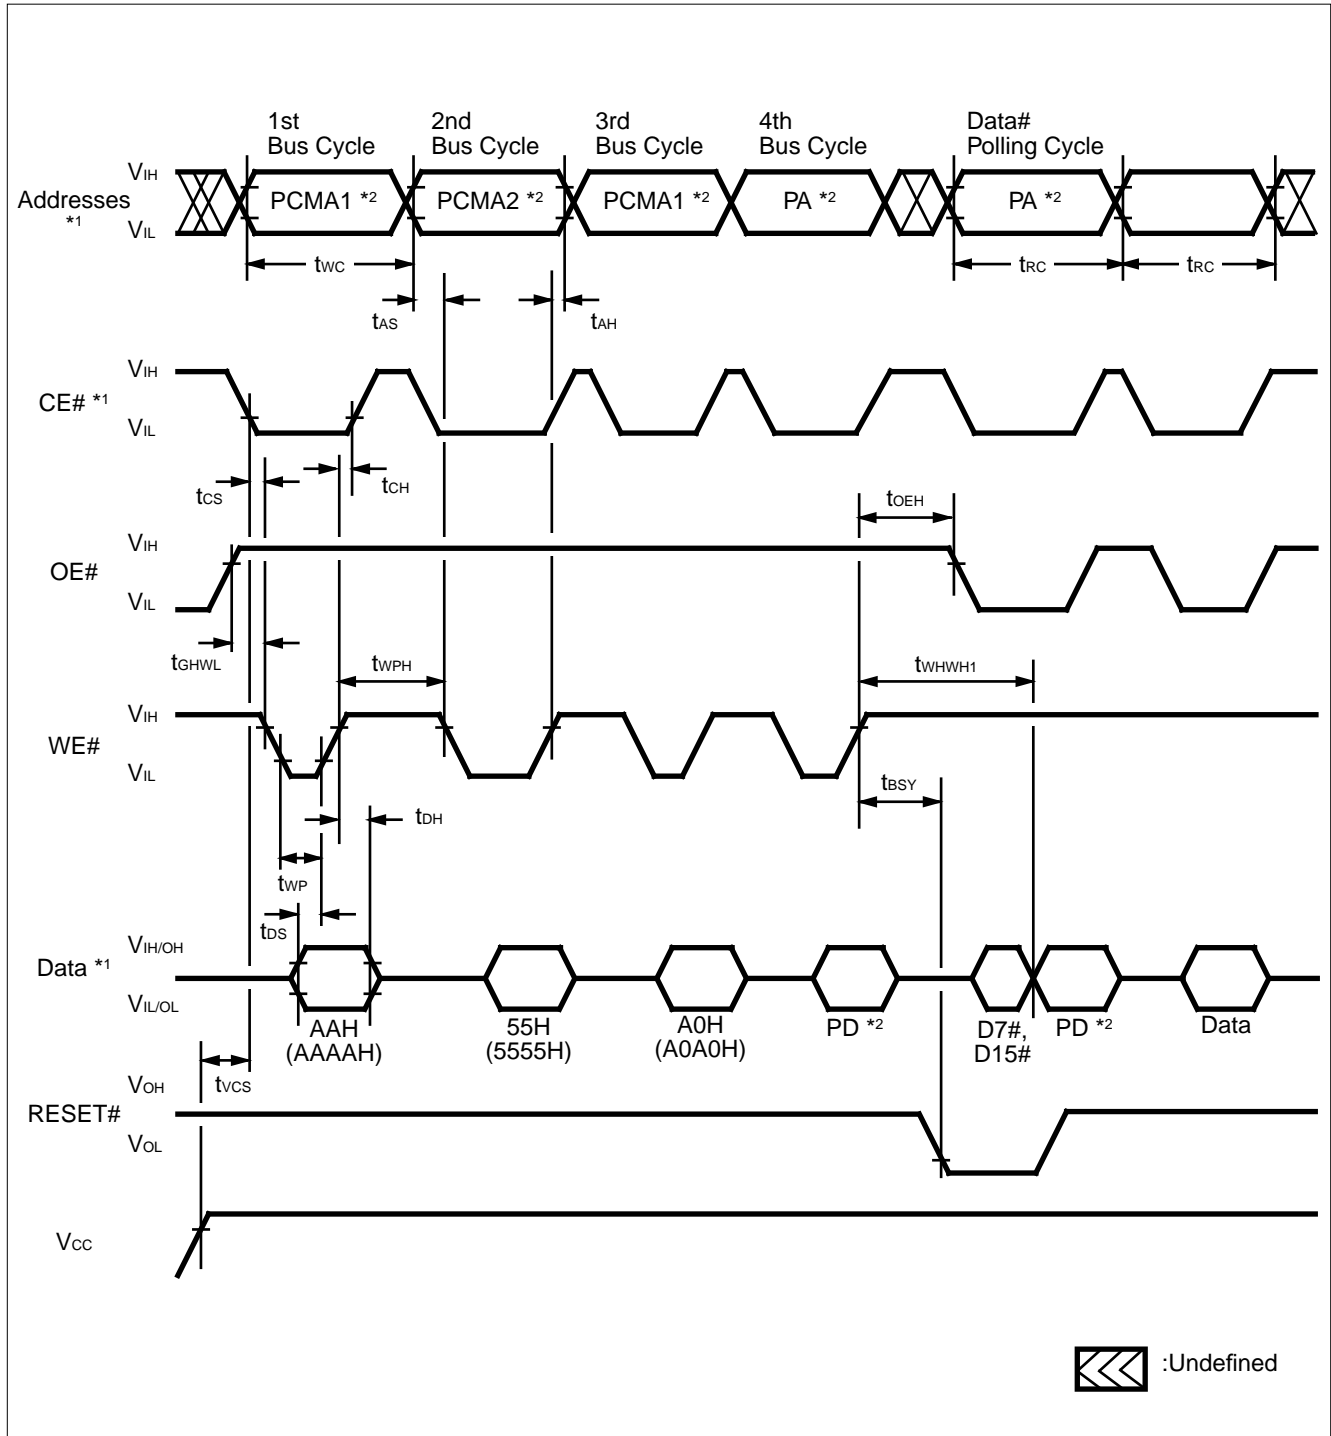 1st
Bus Cycle
2nd
Bus Cycle
3rd
Bus Cycle
4th
Bus Cycle
Data#
Polling Cycle
VIH
Addresses
*1
VIL
PCMA1 *2
PCMA2 *2
PCMA1 *2
PA *2
PA *2
tWC
tRC
tRC
tAS
tAH
VIH
CE# *1
VIL
tCS
tCH
tOEH
VIH
OE#
VIL
tGHWL
tWPH
tWHWH1
VIH
WE#
VIL
tBSY
tDH
tWP
tDS
VIH/OH
Data *1
VIL/OL
AAH
(AAAAH)
55H
(5555H)
A0H
(A0A0H)
PD *2
D7#,
D15#
PD *2
Data
tVCS
VOH
RESET#
VOL
VCC
:Undefined